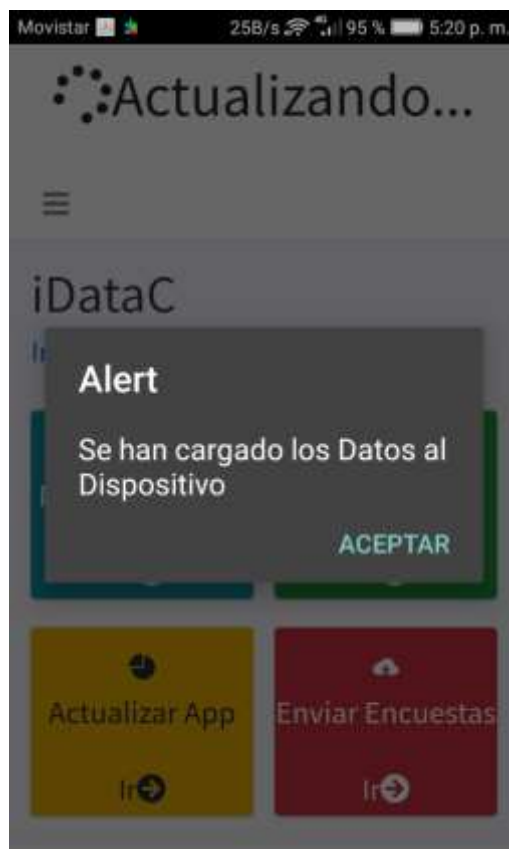 Movistar 25B/s 4G 95 % 5:20 p. m.
Actualizando...
iDataC
Alert
Se han cargado los Datos al
Dispositivo
ACEPTAR
Actualizar App
Enviar Encuestas
Ir
Ir